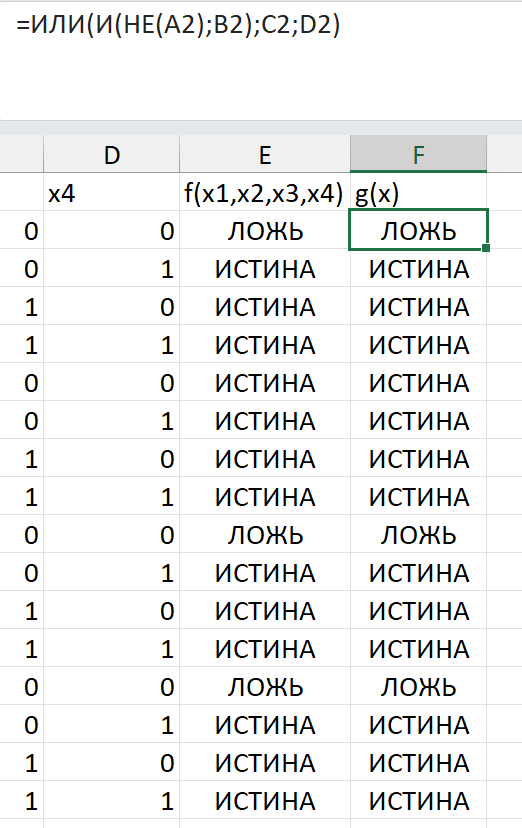 =ИЛИ(И(НЕ(A2);B2);C2;D2)
D E F
x4 f(x1,x2,x3,x4) g(x)
0 0 ЛОЖЬ ЛОЖЬ
0 1 ИСТИНА ИСТИНА
1 0 ИСТИНА ИСТИНА
1 1 ИСТИНА ИСТИНА
0 0 ИСТИНА ИСТИНА
0 1 ИСТИНА ИСТИНА
1 0 ИСТИНА ИСТИНА
1 1 ИСТИНА ИСТИНА
0 0 ЛОЖЬ ЛОЖЬ
0 1 ИСТИНА ИСТИНА
1 0 ИСТИНА ИСТИНА
1 1 ИСТИНА ИСТИНА
0 0 ЛОЖЬ ЛОЖЬ
0 1 ИСТИНА ИСТИНА
1 0 ИСТИНА ИСТИНА
1 1 ИСТИНА ИСТИНА